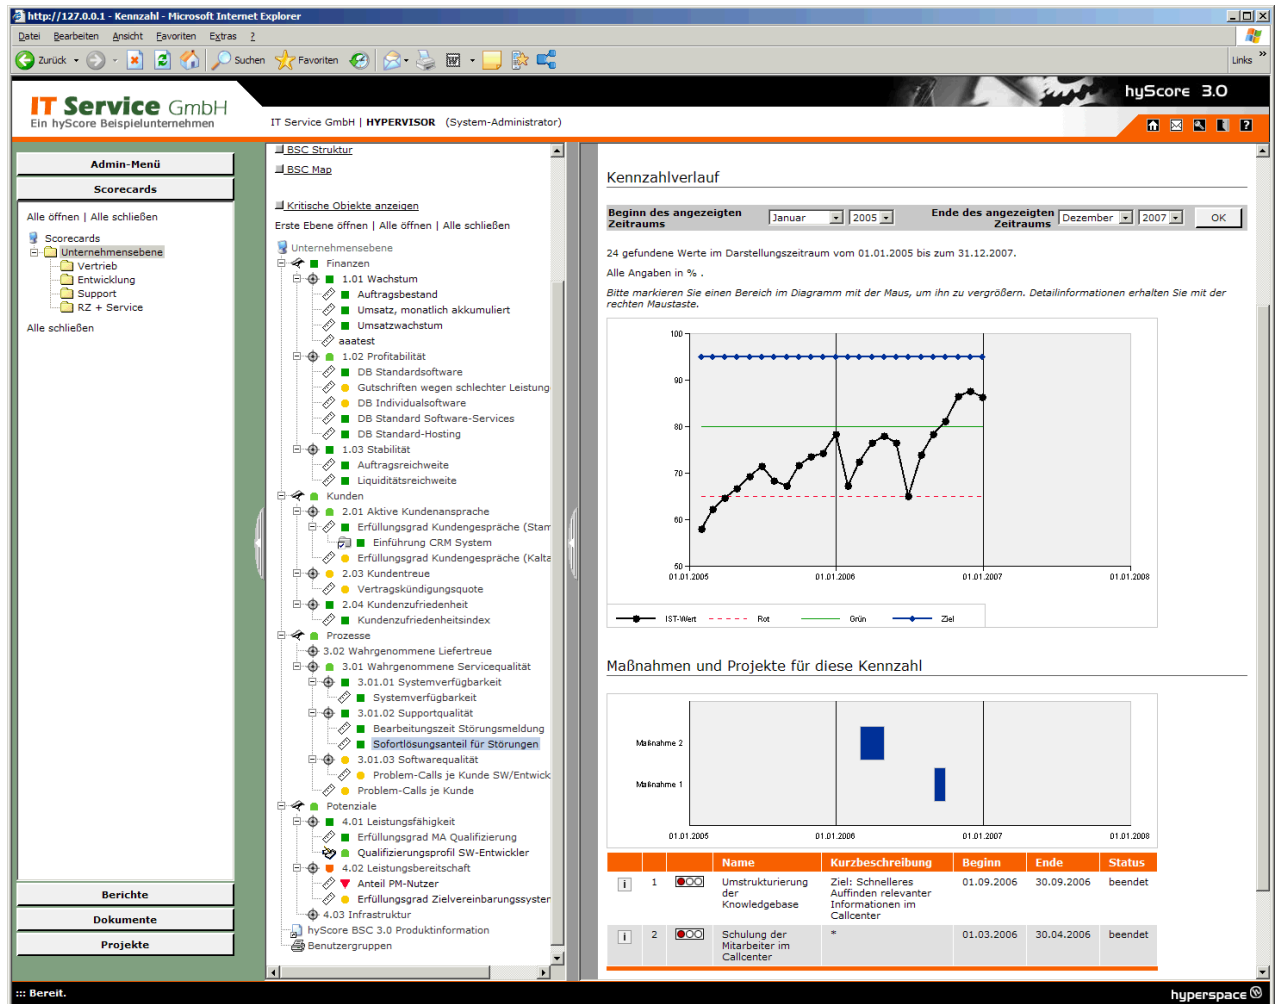 http://127.0.0.1 - Kennzahl - Microsoft Internet Explorer
Datei Bearbeiten Ansicht Favoriten Extras ?
Zurück Suchen Favoriten Links »
hyScore 3.0
IT Service GmbH
Ein hyScore Beispielunternehmen
IT Service GmbH | HYPERVISOR (System-Administrator)
Admin-Menü
Scorecards
Alle öffnen | Alle schließen
Scorecards
Unternehmensebene
Vertrieb
Entwicklung
Support
RZ + Service
Alle schließen
Berichte
Dokumente
Projekte
BSC Struktur
BSC Map
Kritische Objekte anzeigen
Erste Ebene öffnen | Alle öffnen | Alle schließen
Unternehmensebene
Finanzen
1.01 Wachstum
Auftragsbestand
Umsatz, monatlich akkumuliert
Umsatzwachstum
aaatest
1.02 Profitabilität
DB Standardsoftware
Gutschriften wegen schlechter Leistung
DB Individualsoftware
DB Standard Software-Services
DB Standard-Hosting
1.03 Stabilität
Auftragsreichweite
Liquiditätsreichweite
Kunden
2.01 Aktive Kundenansprache
Erfüllungsgrad Kundengespräche (Stam
Einführung CRM System
Erfüllungsgrad Kundengespräche (Kalta
2.03 Kundentreue
Vertragskündigungsquote
2.04 Kundenzufriedenheit
Kundenzufriedenheitsindex
Prozesse
3.02 Wahrgenommene Liefertreue
3.01 Wahrgenommene Servicequalität
3.01.01 Systemverfügbarkeit
Systemverfügbarkeit
3.01.02 Supportqualität
Bearbeitungszeit Störungsmeldung
Sofortlösungsanteil für Störungen
3.01.03 Softwarequalität
Problem-Calls je Kunde SW/Entwick
Problem-Calls je Kunde
Potenziale
4.01 Leistungsfähigkeit
Erfüllungsgrad MA Qualifizierung
Qualifizierungsprofil SW-Entwickler
4.02 Leistungsbereitschaft
Anteil PM-Nutzer
Erfüllungsgrad Zielvereinbarungssyster
4.03 Infrastruktur
hyScore BSC 3.0 Produktinformation
Benutzergruppen
Kennzahlverlauf
Beginn des angezeigten Zeitraums Januar 2005 Ende des angezeigten Zeitraums Dezember 2007 OK
24 gefundene Werte im Darstellungszeitraum vom 01.01.2005 bis zum 31.12.2007.
Alle Angaben in % .
Bitte markieren Sie einen Bereich im Diagramm mit der Maus, um ihn zu vergrößern. Detailinformationen erhalten Sie mit der
rechten Maustaste.
100
90
80
70
60
50
01.01.2005 01.01.2006 01.01.2007 01.01.2008
IST-Wert Rot Grün Ziel
Maßnahmen und Projekte für diese Kennzahl
Maßnahme 2
Maßnahme 1
01.01.2005 01.01.2006 01.01.2007 01.01.2008
Name Kurzbeschreibung Beginn Ende Status
i 1 Umstrukturierung der Knowledgebase Ziel: Schnelleres Auffinden relevanter Informationen im Callcenter 01.09.2006 30.09.2006 beendet
i 2 Schulung der Mitarbeiter im Callcenter * 01.03.2006 30.04.2006 beendet
::: Bereit.
hyperspace